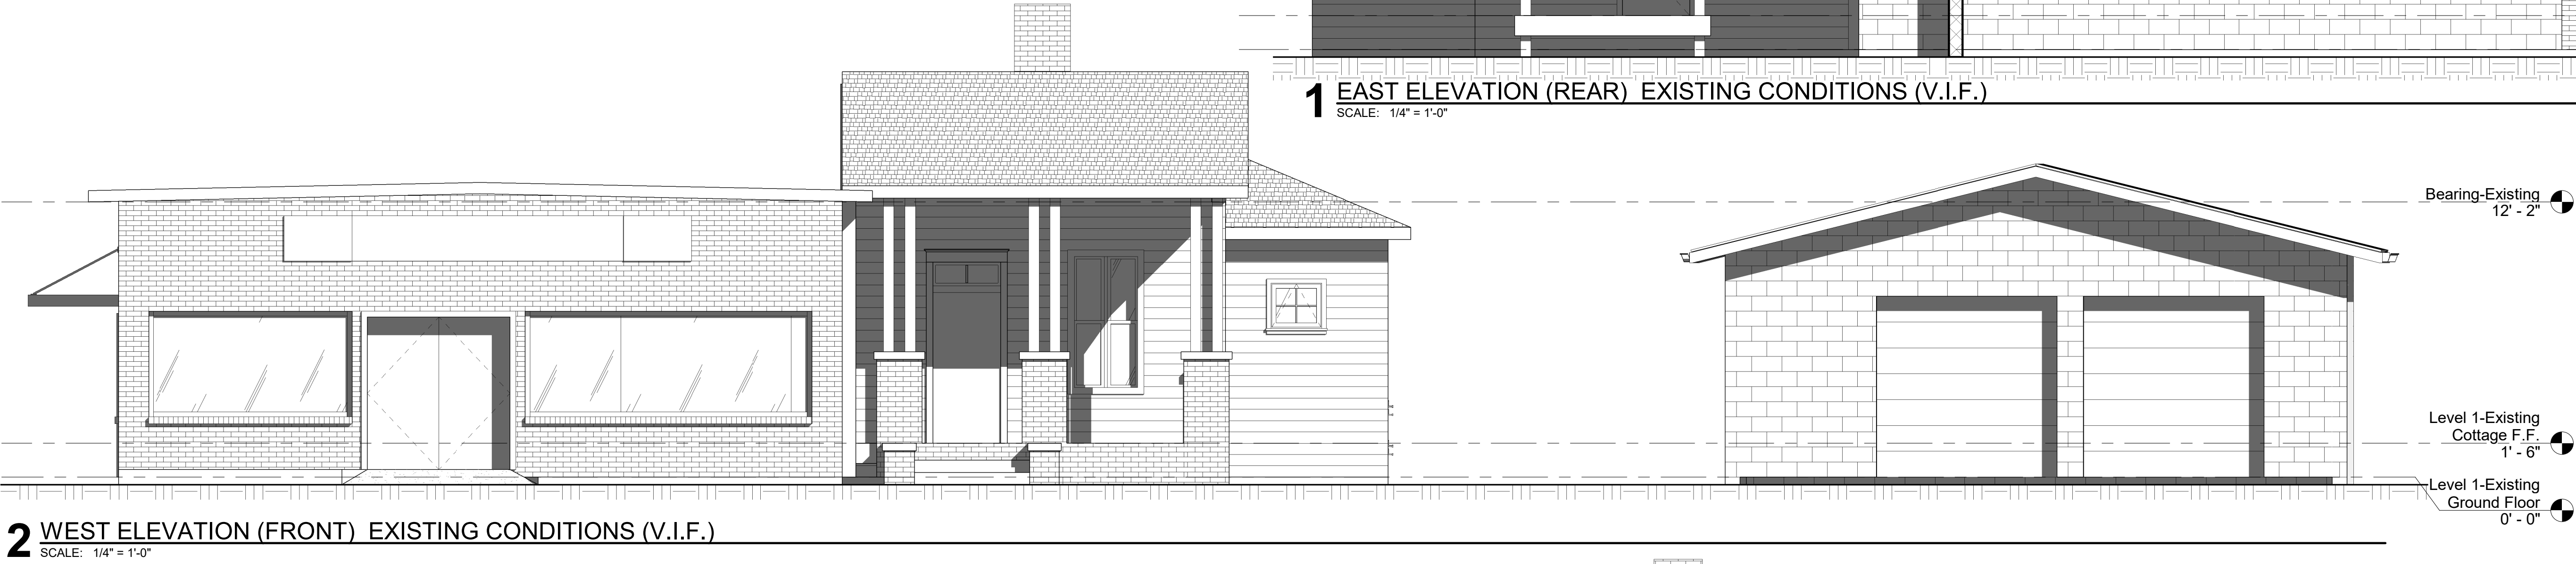 1 EAST ELEVATION (REAR) EXISTING CONDITIONS (V.I.F.)
SCALE: 1/4" = 1'-0"
Bearing-Existing
12' - 2"
Level 1-Existing
Cottage F.F.
1' - 6"
Level 1-Existing
Ground Floor
0' - 0"
2 WEST ELEVATION (FRONT) EXISTING CONDITIONS (V.I.F.)
SCALE: 1/4" = 1'-0"